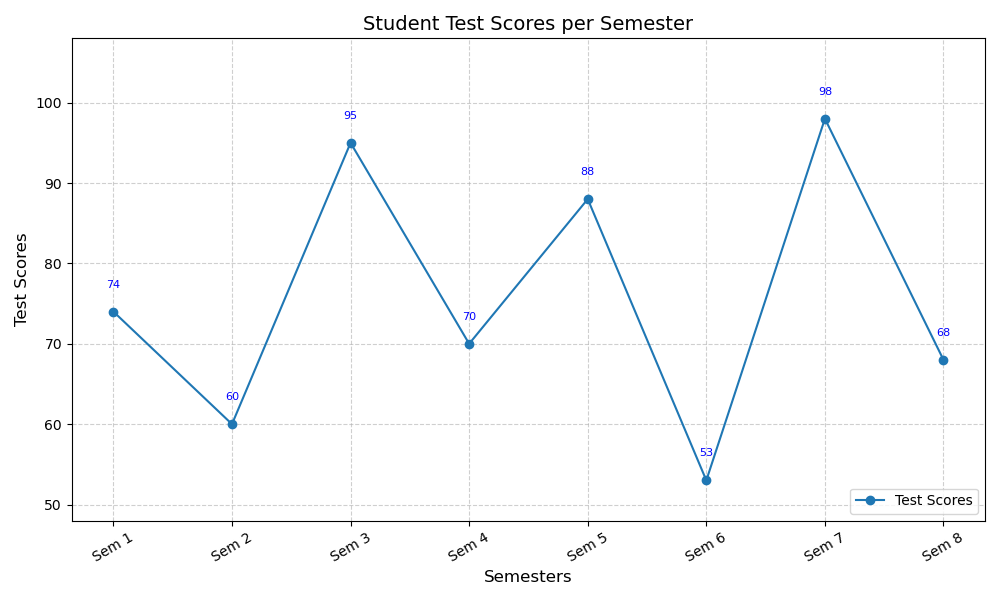 Student Test Scores per Semester
100
90
80
70
60
50
Test Scores
74
60
95
70
88
53
98
68
Test Scores
Sem 1
Sem 2
Sem 3
Sem 4
Sem 5
Sem 6
Sem 7
Sem 8
Semesters